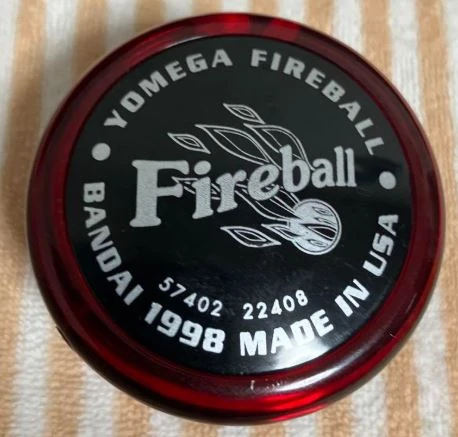 YOMEGA FIREBALL
Fireball
57402 22408
BANDAI 1998 MADE IN USA